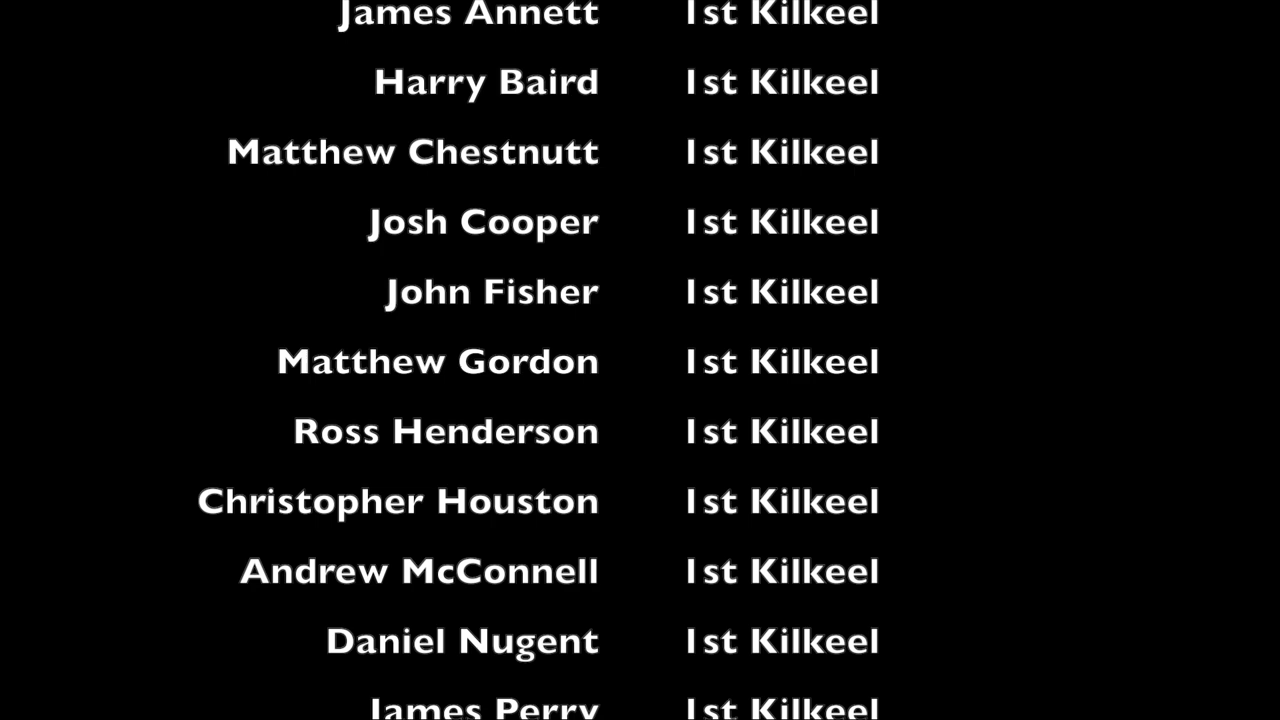 James Annett 1st Kilkeel
Harry Baird 1st Kilkeel
Matthew Chestnutt 1st Kilkeel
Josh Cooper 1st Kilkeel
John Fisher 1st Kilkeel
Matthew Gordon 1st Kilkeel
Ross Henderson 1st Kilkeel
Christopher Houston 1st Kilkeel
Andrew McConnell 1st Kilkeel
Daniel Nugent 1st Kilkeel
James Perry 1st Kilkeel